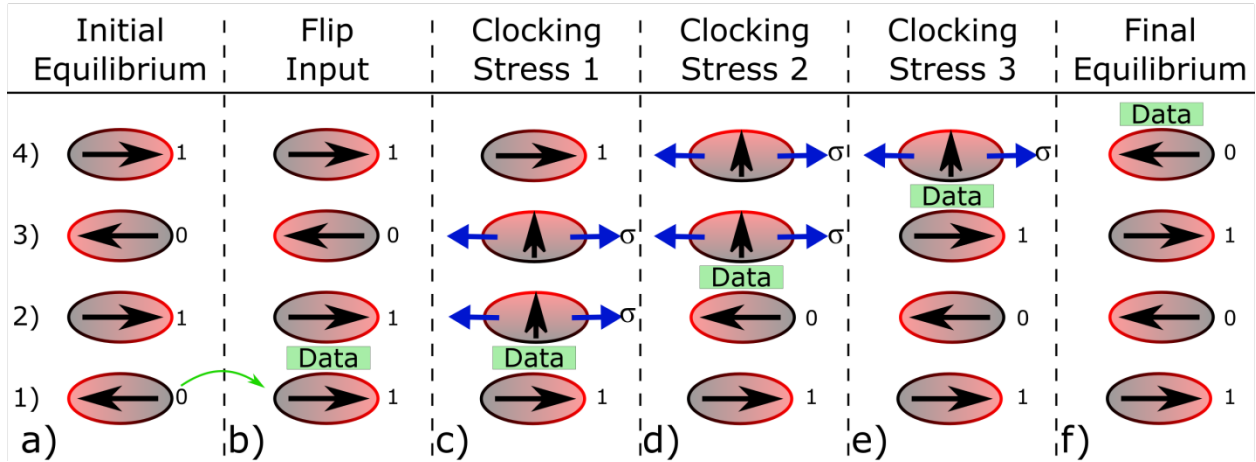 Initial Equilibrium
Flip Input
Clocking Stress 1
Clocking Stress 2
Clocking Stress 3
Final Equilibrium
Data
4) 1 1 1 σ σ 0
Data
3) 0 0 σ σ 1 1
Data
2) 1 1 σ 0 0 0
Data Data
1) 0 1 1 1 1 1
a) b) c) d) e) f)